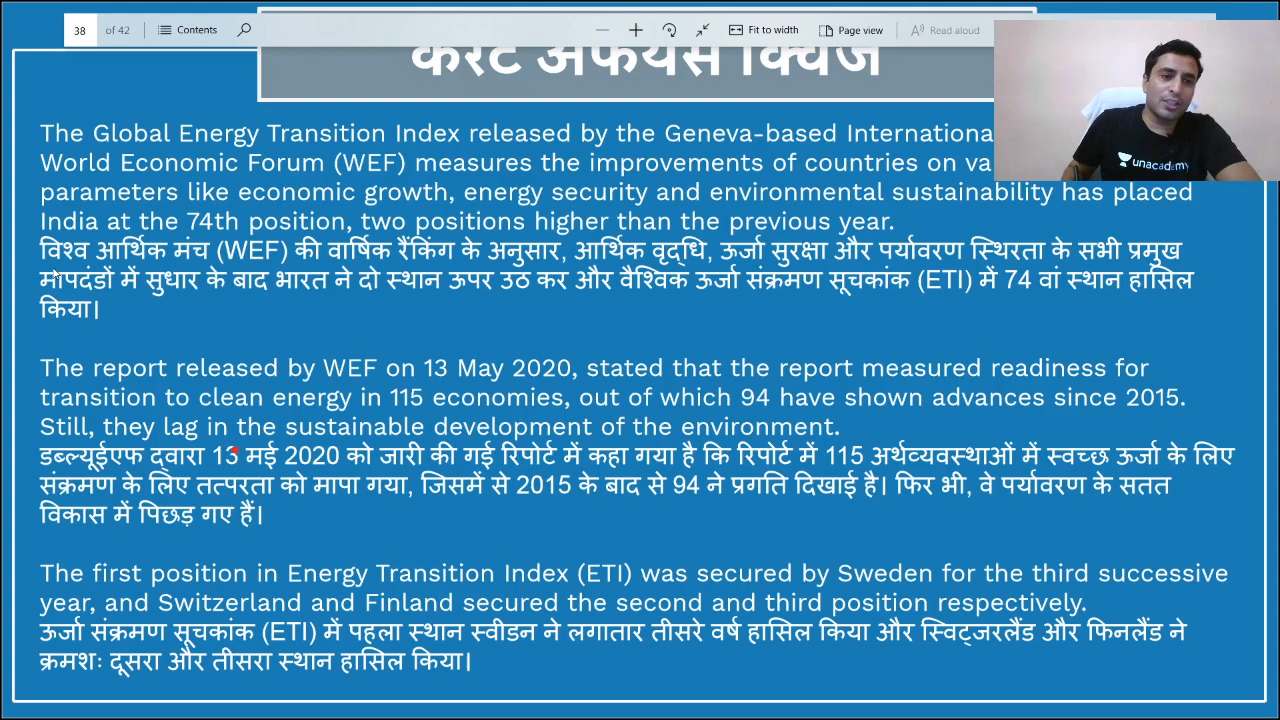 38 of 42 Contents Fit to width Page view Read aloud
करेंट अफेयर्स क्विज
The Global Energy Transition Index released by the Geneva-based
World Economic Forum (WEF) measures the improvements of countries on
parameters like economic growth, energy security and environmental sustainability has placed
India at the 74th position, two positions higher than the previous year.
विश्व आर्थिक मंच (WEF) की वार्षिक रैंकिंग के अनुसार, आर्थिक वृद्धि, ऊर्जा सुरक्षा और पर्यावरण स्थिरता के सभी प्रमुख
मापदंडों में सुधार के बाद भारत ने दो स्थान ऊपर उठ कर और वैश्विक ऊर्जा संक्रमण सूचकांक (ETI) में 74 वां स्थान हासिल
किया।
The report released by WEF on 13 May 2020, stated that the report measured readiness for
transition to clean energy in 115 economies, out of which 94 have shown advances since 2015.
Still, they lag in the sustainable development of the environment.
डब्ल्यूईएफ द्वारा 13 मई 2020 को जारी की गई रिपोर्ट में कहा गया है कि रिपोर्ट में 115 अर्थव्यवस्थाओं में स्वच्छ ऊर्जा के लिए
संक्रमण के लिए तत्परता को मापा गया, जिसमें से 2015 के बाद से 94 ने प्रगति दिखाई है। फिर भी, वे पर्यावरण के सतत
विकास में पिछड़ गए हैं।
The first position in Energy Transition Index (ETI) was secured by Sweden for the third successive
year, and Switzerland and Finland secured the second and third position respectively.
ऊर्जा संक्रमण सूचकांक (ETI) में पहला स्थान स्वीडन ने लगातार तीसरे वर्ष हासिल किया और स्विट्जरलैंड और फिनलैंड ने
क्रमशः दूसरा और तीसरा स्थान हासिल किया।
unacademy